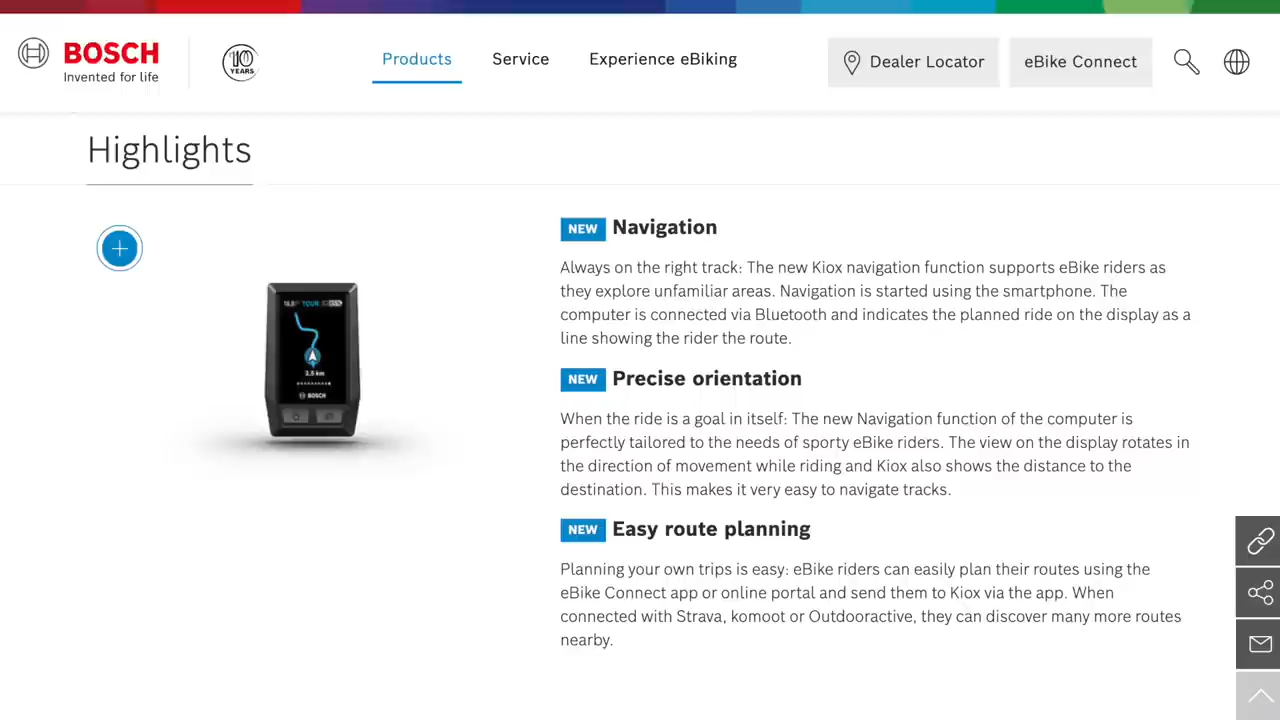 BOSCH
Invented for life
10
YEARS
Products
Service
Experience eBiking
Dealer Locator
eBike Connect
Highlights
TOUR
3,5 km
BOSCH
NEW Navigation
Always on the right track: The new Kiox navigation function supports eBike riders as
they explore unfamiliar areas. Navigation is started using the smartphone. The
computer is connected via Bluetooth and indicates the planned ride on the display as a
line showing the rider the route.
NEW Precise orientation
When the ride is a goal in itself: The new Navigation function of the computer is
perfectly tailored to the needs of sporty eBike riders. The view on the display rotates in
the direction of movement while riding and Kiox also shows the distance to the
destination. This makes it very easy to navigate tracks.
NEW Easy route planning
Planning your own trips is easy: eBike riders can easily plan their routes using the
eBike Connect app or online portal and send them to Kiox via the app. When
connected with Strava, komoot or Outdooractive, they can discover many more routes
nearby.